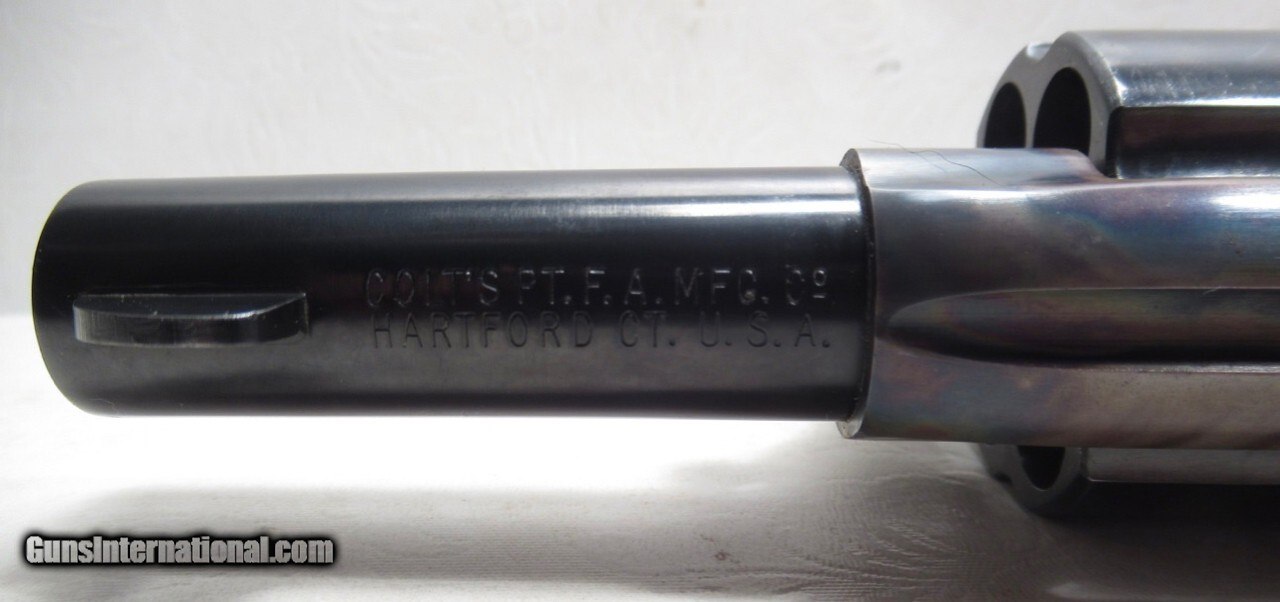 COLT'S PT. F. A. MFG. Co
HARTFORD CT. U. S. A.
GunsInternational.com